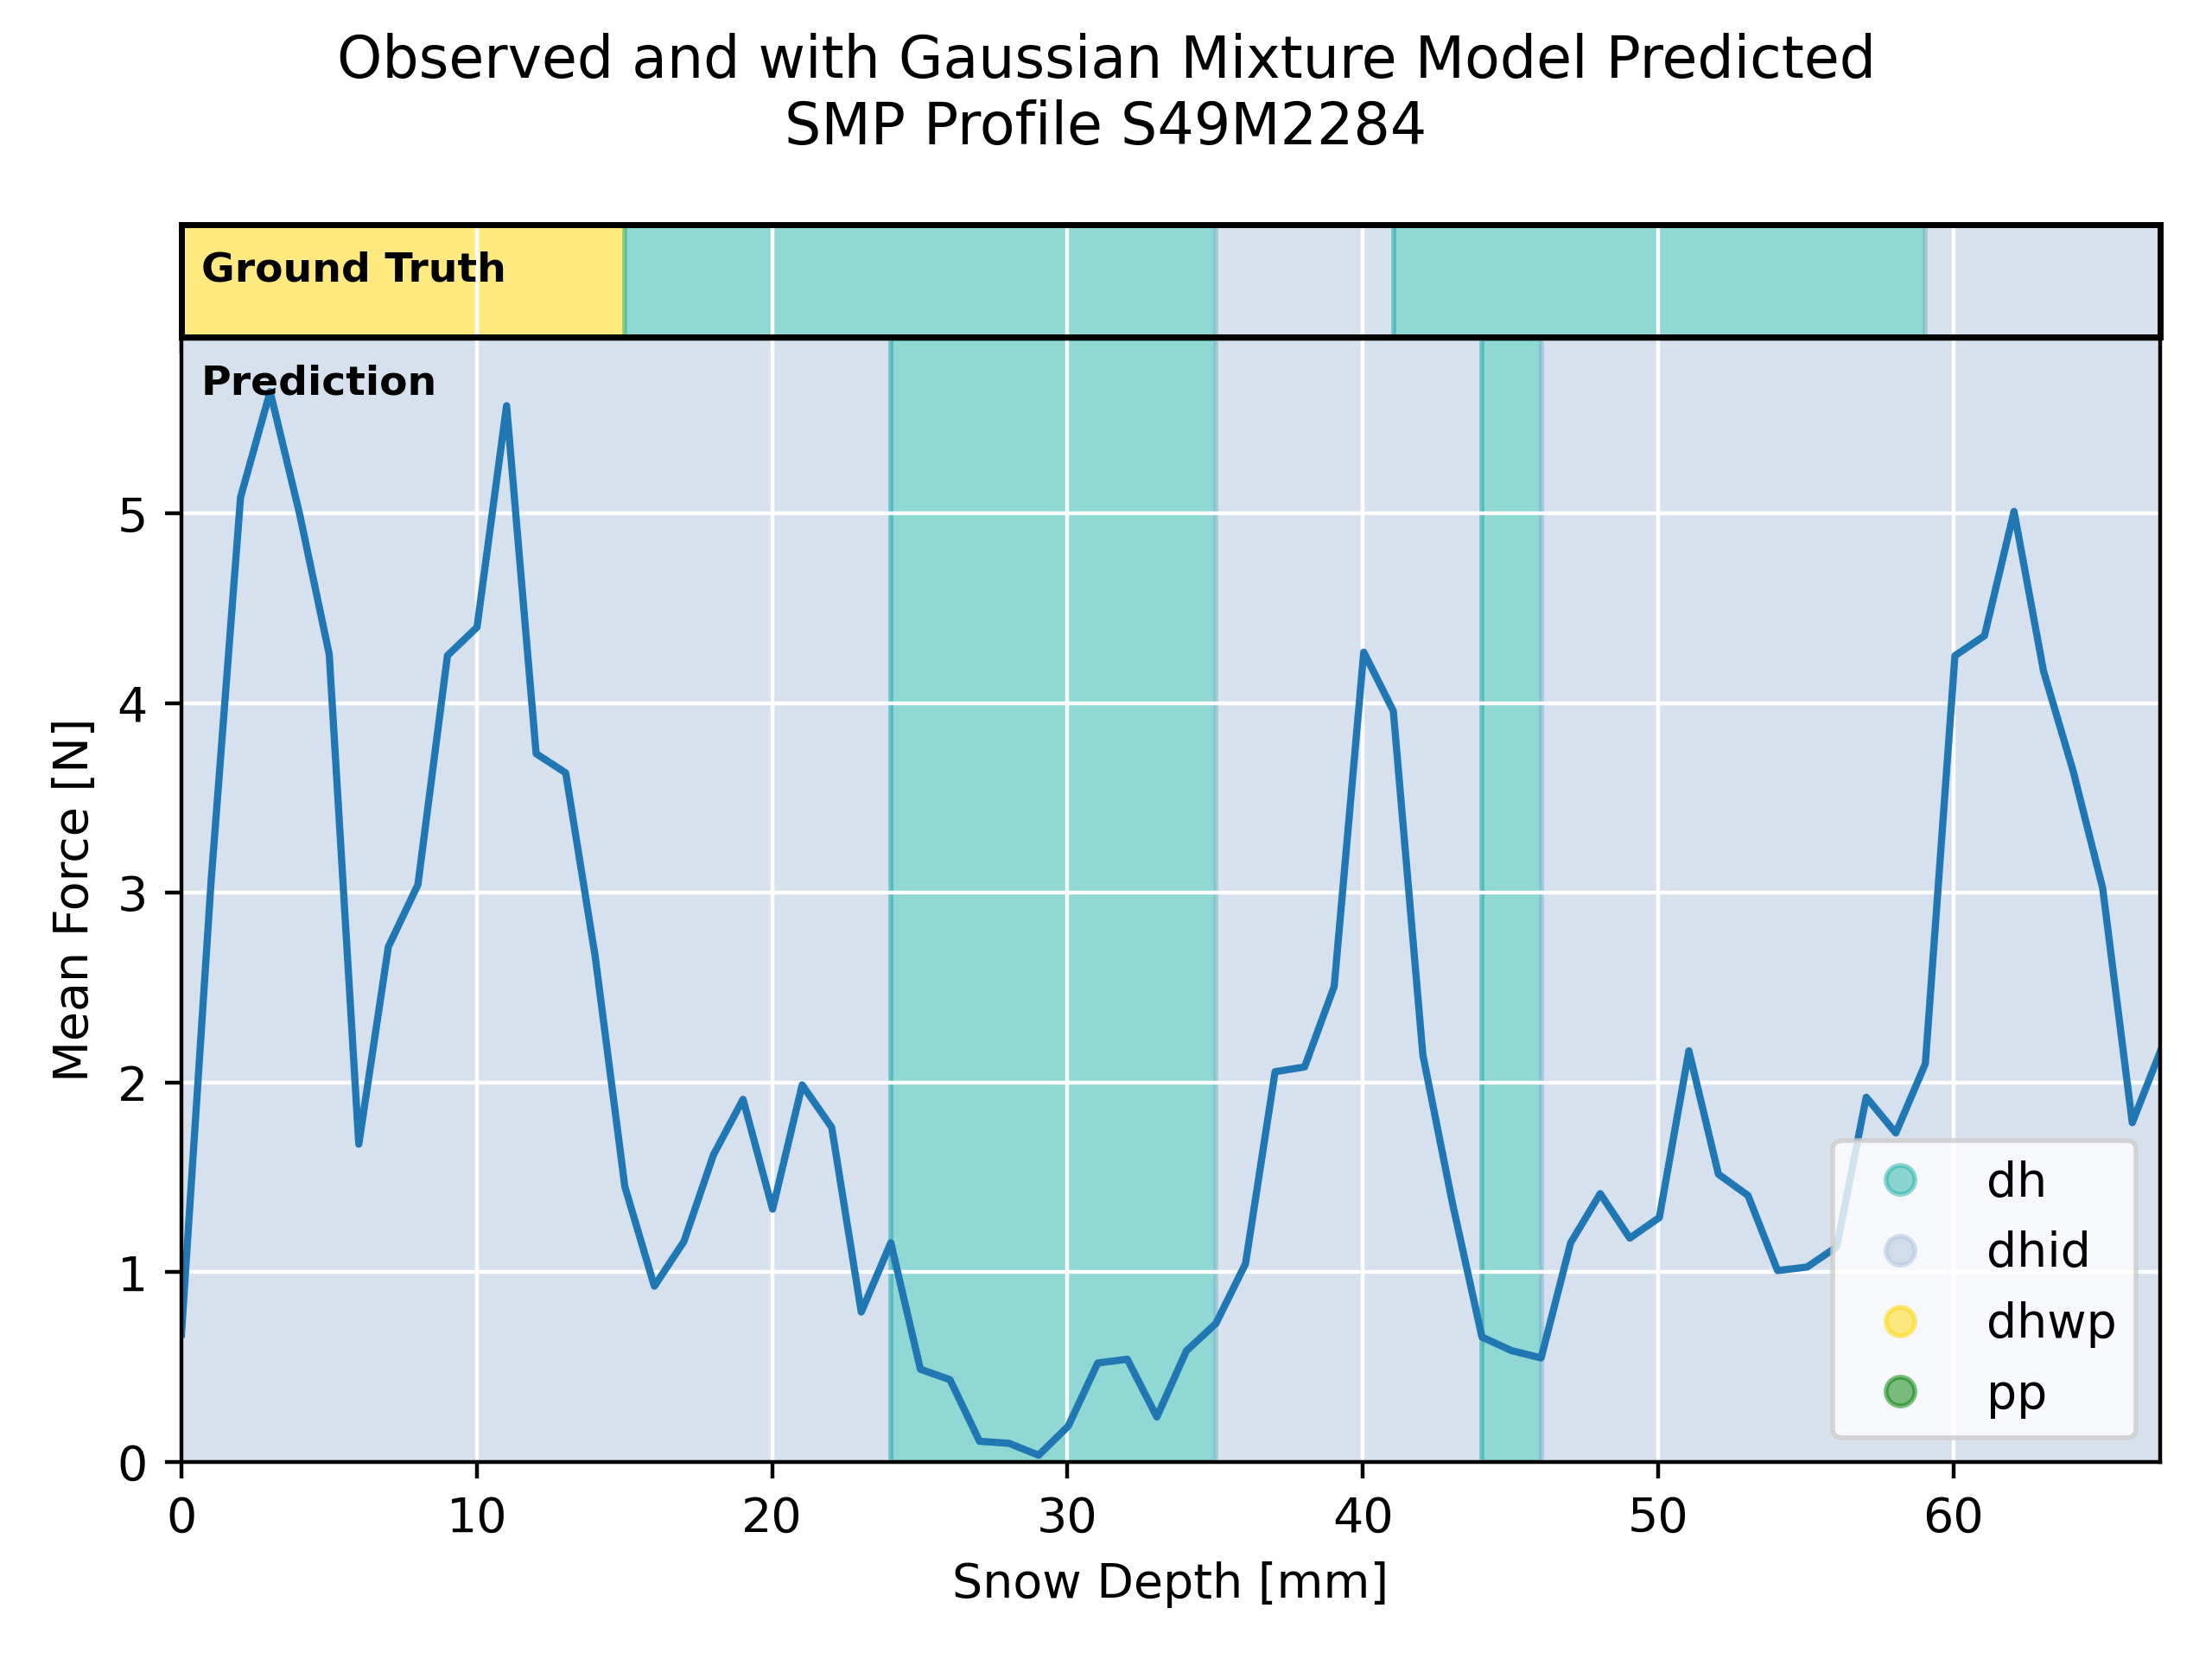 Observed and with Gaussian Mixture Model Predicted
SMP Profile S49M2284
Ground Truth
Prediction
5
4
3
2
1
0
Mean Force [N]
dh
dhid
dhwp
pp
0 10 20 30 40 50 60
Snow Depth [mm]